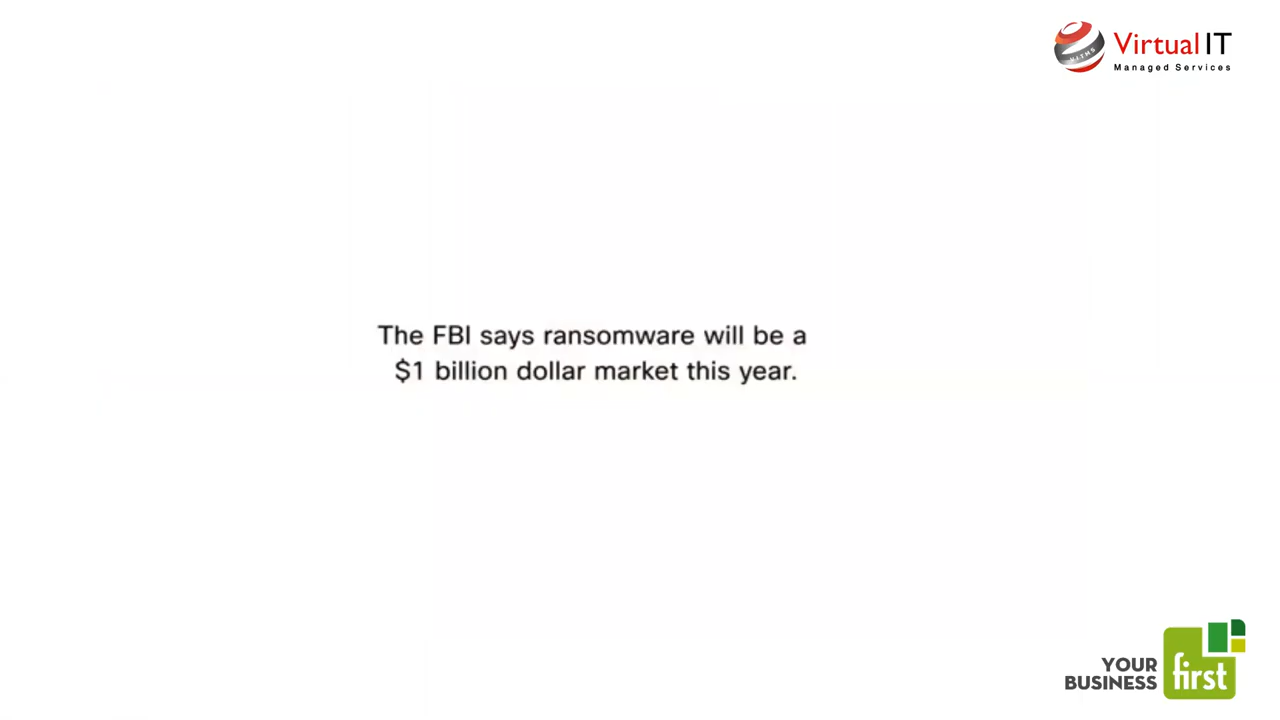 Virtual IT
Managed Services
VITMS
The FBI says ransomware will be a
$1 billion dollar market this year.
YOUR
BUSINESS
first